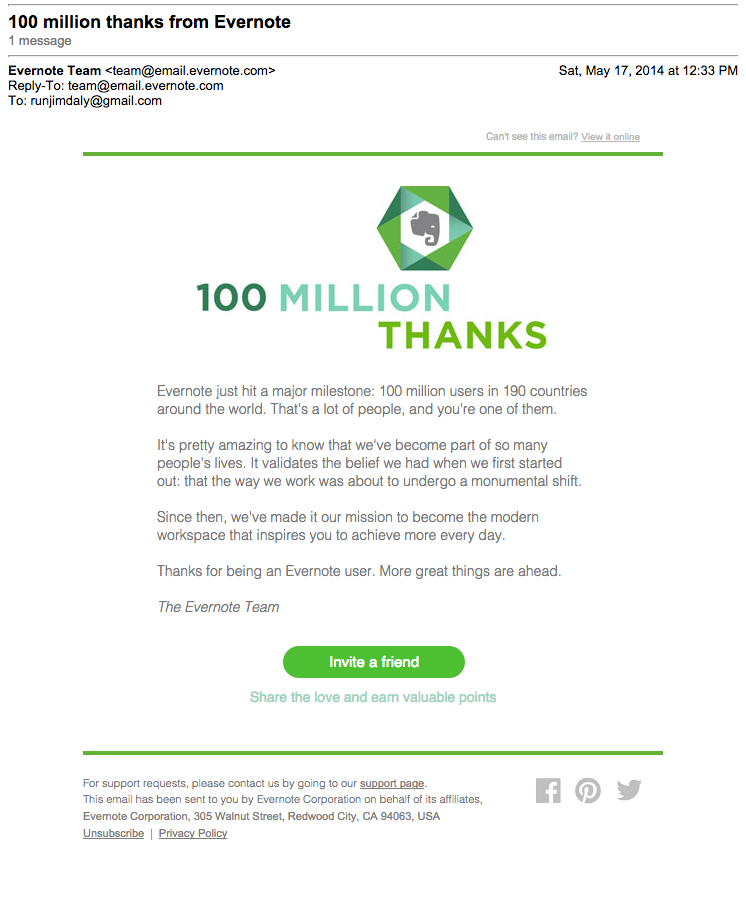 100 million thanks from Evernote
1 message
Evernote Team <team@email.evernote.com> Sat, May 17, 2014 at 12:33 PM
Reply-To: team@email.evernote.com
To: runjimdaly@gmail.com
Can't see this email? View it online
100 MILLION
THANKS
Evernote just hit a major milestone: 100 million users in 190 countries
around the world. That's a lot of people, and you're one of them.
It's pretty amazing to know that we've become part of so many
people's lives. It validates the belief we had when we first started
out: that the way we work was about to undergo a monumental shift.
Since then, we've made it our mission to become the modern
workspace that inspires you to achieve more every day.
Thanks for being an Evernote user. More great things are ahead.
The Evernote Team
Invite a friend
Share the love and earn valuable points
For support requests, please contact us by going to our support page.
This email has been sent to you by Evernote Corporation on behalf of its affiliates,
Evernote Corporation, 305 Walnut Street, Redwood City, CA 94063, USA
Unsubscribe | Privacy Policy